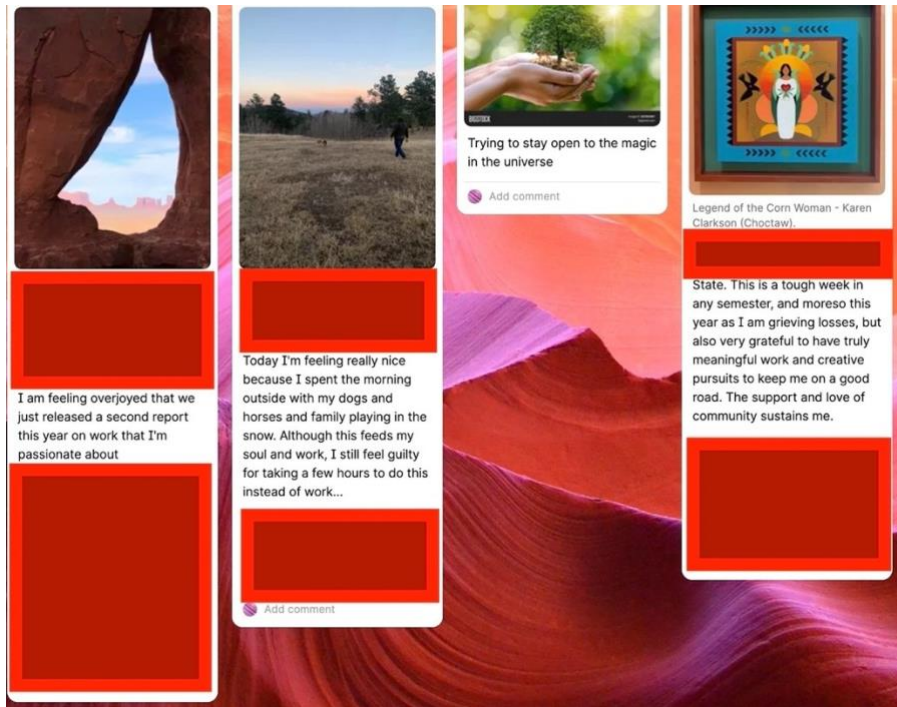 I am feeling overjoyed that we
just released a second report
this year on work that I'm
passionate about
Today I'm feeling really nice
because I spent the morning
outside with my dogs and
horses and family playing in the
snow. Although this feeds my
soul and work, I still feel guilty
for taking a few hours to do this
instead of work...
Add comment
BIGSTOCK
Trying to stay open to the magic
in the universe
Add comment
Legend of the Corn Woman - Karen
Clarkson (Choctaw).
State. This is a tough week in
any semester, and moreso this
year as I am grieving losses, but
also very grateful to have truly
meaningful work and creative
pursuits to keep me on a good
road. The support and love of
community sustains me.